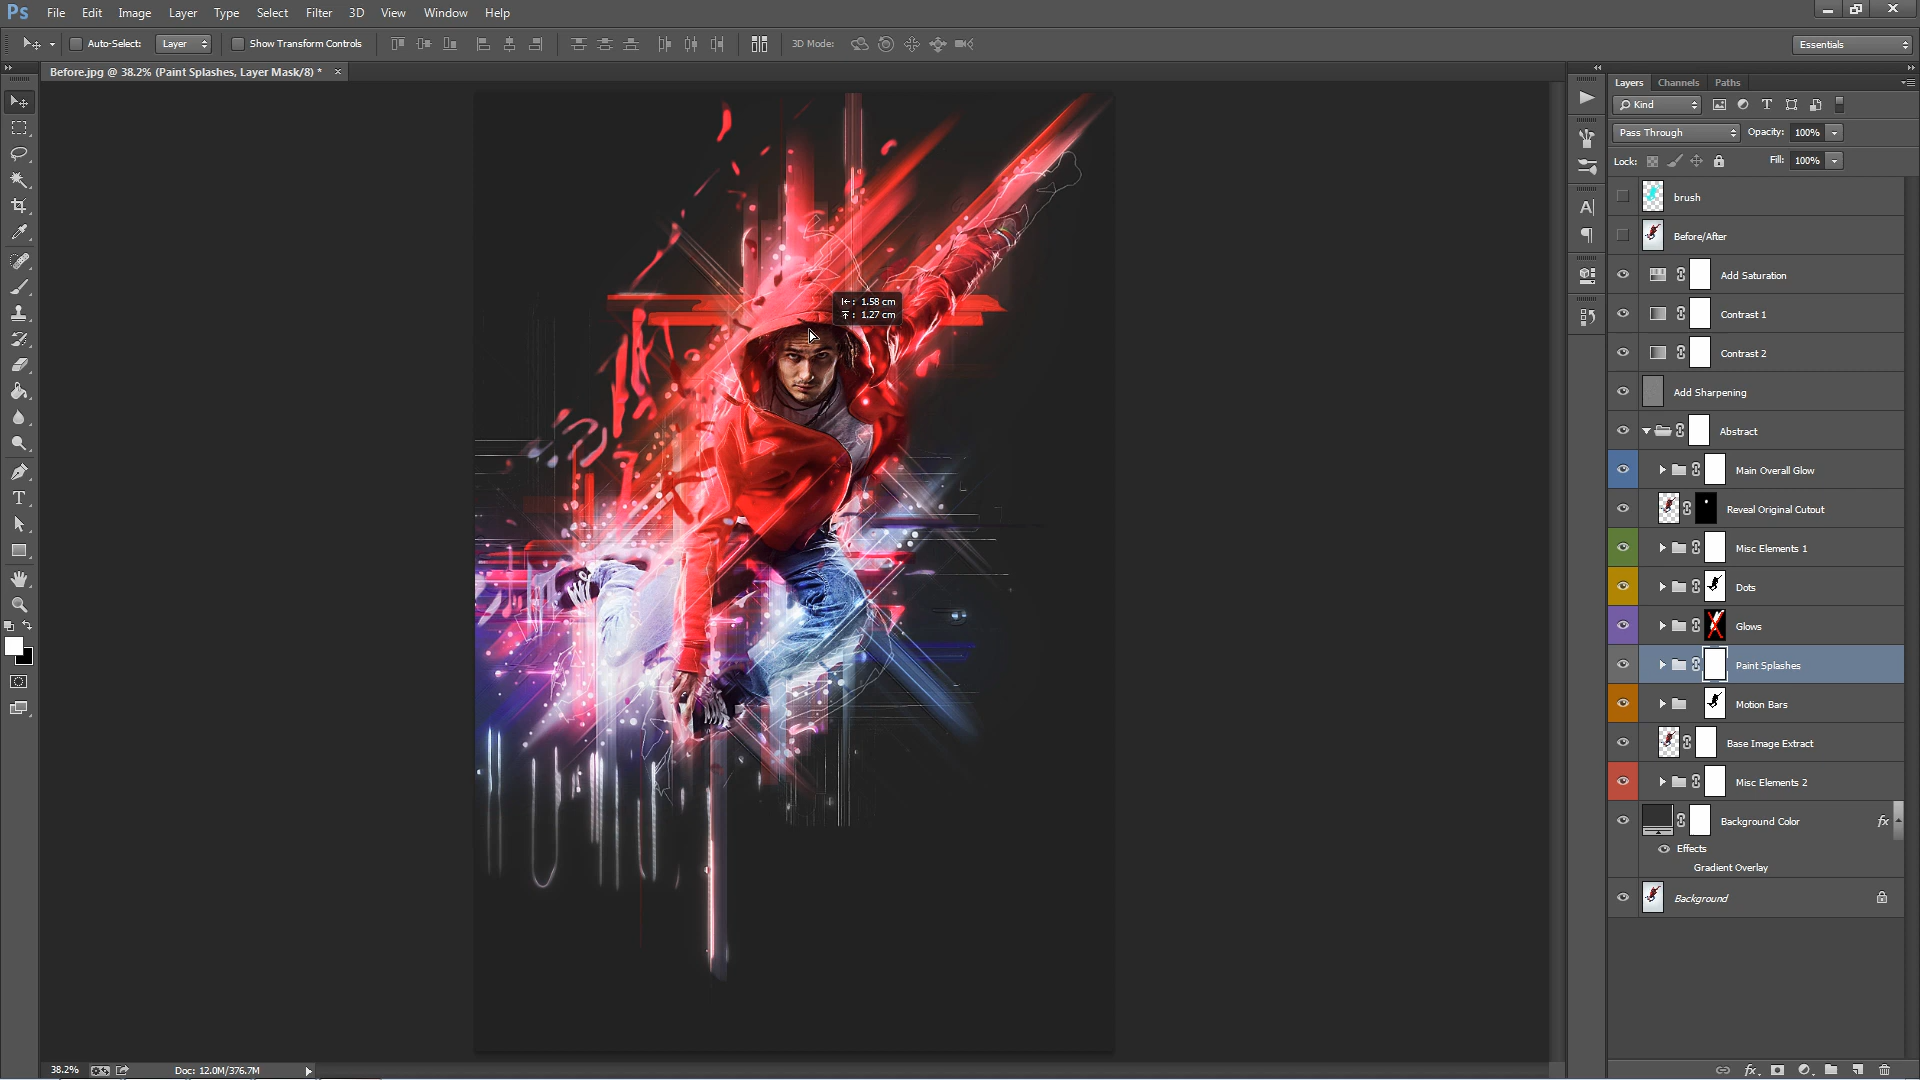 Ps File Edit Image Layer Type Select Filter 3D View Window Help
Auto-Select: Layer Show Transform Controls 3D Mode: Essentials
Before.jpg @ 38.2% (Paint Splashes, Layer Mask/8) * ×
Layers Channels Paths
Kind T
Pass Through Opacity: 100%
Lock: Fill: 100%
brush
Before/After
Add Saturation
1.58 cm
1.27 cm
Contrast 1
Contrast 2
Add Sharpening
Abstract
Main Overall Glow
Reveal Original Cutout
Misc Elements 1
Dots
Glows
Paint Splashes
Motion Bars
Base Image Extract
Misc Elements 2
Background Color fx
Effects
Gradient Overlay
Background
38.2% Doc: 12.0M/376.7M
fx